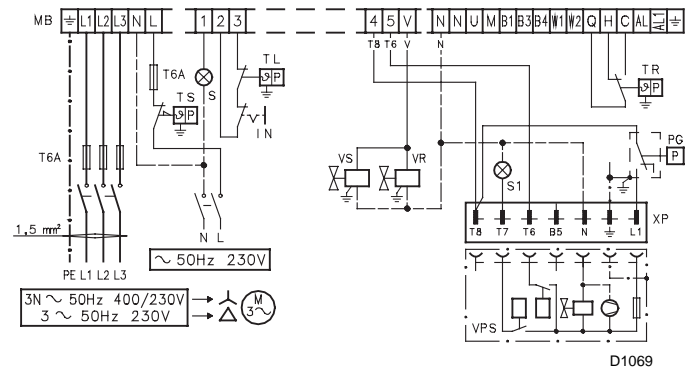 MB ⏚ L1 L2 L3 N L 1 2 3 4 5 V N N U M B1 B3 B4 W1 W2 Q H C AL AL1 ⏚
T8 T6 V N
TL
ϑ P
T6A
S
TS
ϑ P
IN
TR
ϑ P
PG
P
T6A
VS
VR
S1
XP
T8 T7 T6 B5 N ⏚ L1
1,5 mm²
N L
PE L1 L2 L3
∼ 50Hz 230V
3N ∼ 50Hz 400/230V
3 ∼ 50Hz 230V
M
3∼
VPS
D1069